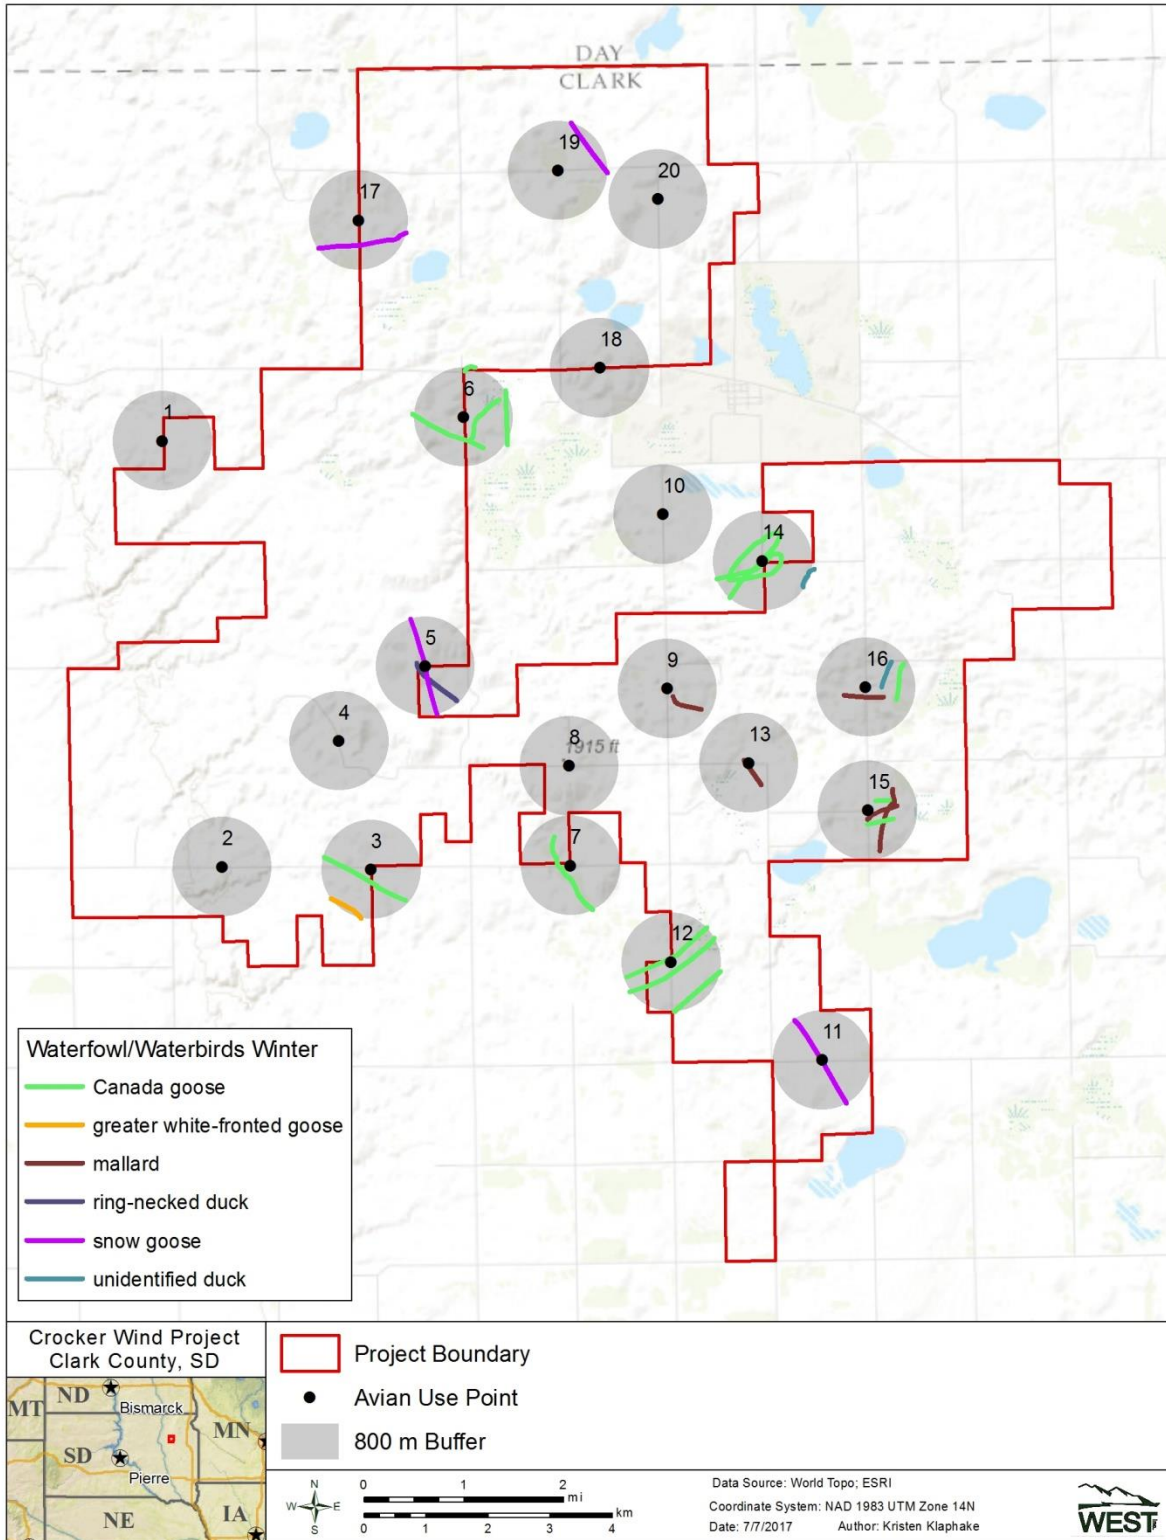 DAY
CLARK
19
20
17
18
6
1
10
14
5
16
9
4
13
8
1915 ft
15
2
3
7
12
11
Waterfowl/Waterbirds Winter
Canada goose
greater white-fronted goose
mallard
ring-necked duck
snow goose
unidentified duck
Crocker Wind Project
Clark County, SD
MT
ND
Bismarck
MN
SD
Pierre
NE
IA
Project Boundary
Avian Use Point
800 m Buffer
N
W E
S
0 1 2
mi
km
0 1 2 3 4
Data Source: World Topo; ESRI
Coordinate System: NAD 1983 UTM Zone 14N
Date: 7/7/2017 Author: Kristen Klaphake
WEST